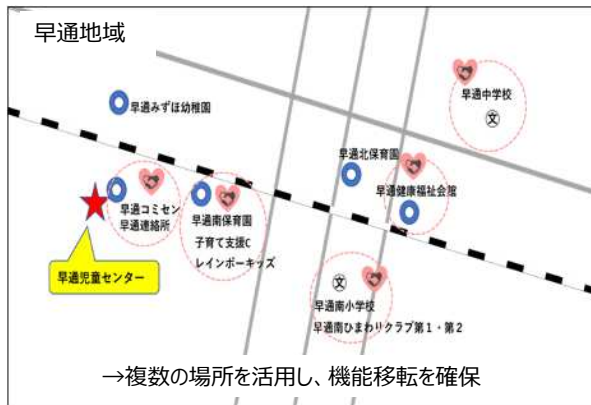 早通地域
早通中学校
文
早通みずほ幼稚園
早通北保育園
早通健康福祉会館
早通コミセン
早通連絡所
早通南保育園
子育て支援C
レインボーキッズ
早通児童センター
文
早通南小学校
早通南ひまわりクラブ第1・第2
→複数の場所を活用し、機能移転を確保